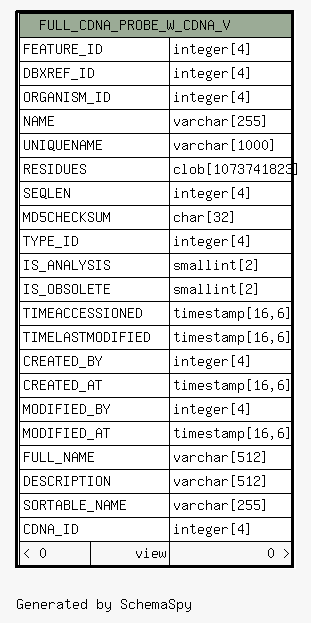 FULL_CDNA_PROBE_W_CDNA_V
FEATURE_ID integer[4]
DBXREF_ID integer[4]
ORGANISM_ID integer[4]
NAME varchar[255]
UNIQUENAME varchar[1000]
RESIDUES clob[1073741823]
SEQLEN integer[4]
MD5CHECKSUM char[32]
TYPE_ID integer[4]
IS_ANALYSIS smallint[2]
IS_OBSOLETE smallint[2]
TIMEACCESSIONED timestamp[16,6]
TIMELASTMODIFIED timestamp[16,6]
CREATED_BY integer[4]
CREATED_AT timestamp[16,6]
MODIFIED_BY integer[4]
MODIFIED_AT timestamp[16,6]
FULL_NAME varchar[512]
DESCRIPTION varchar[512]
SORTABLE_NAME varchar[255]
CDNA_ID integer[4]
< 0 view 0 >
Generated by SchemaSpy